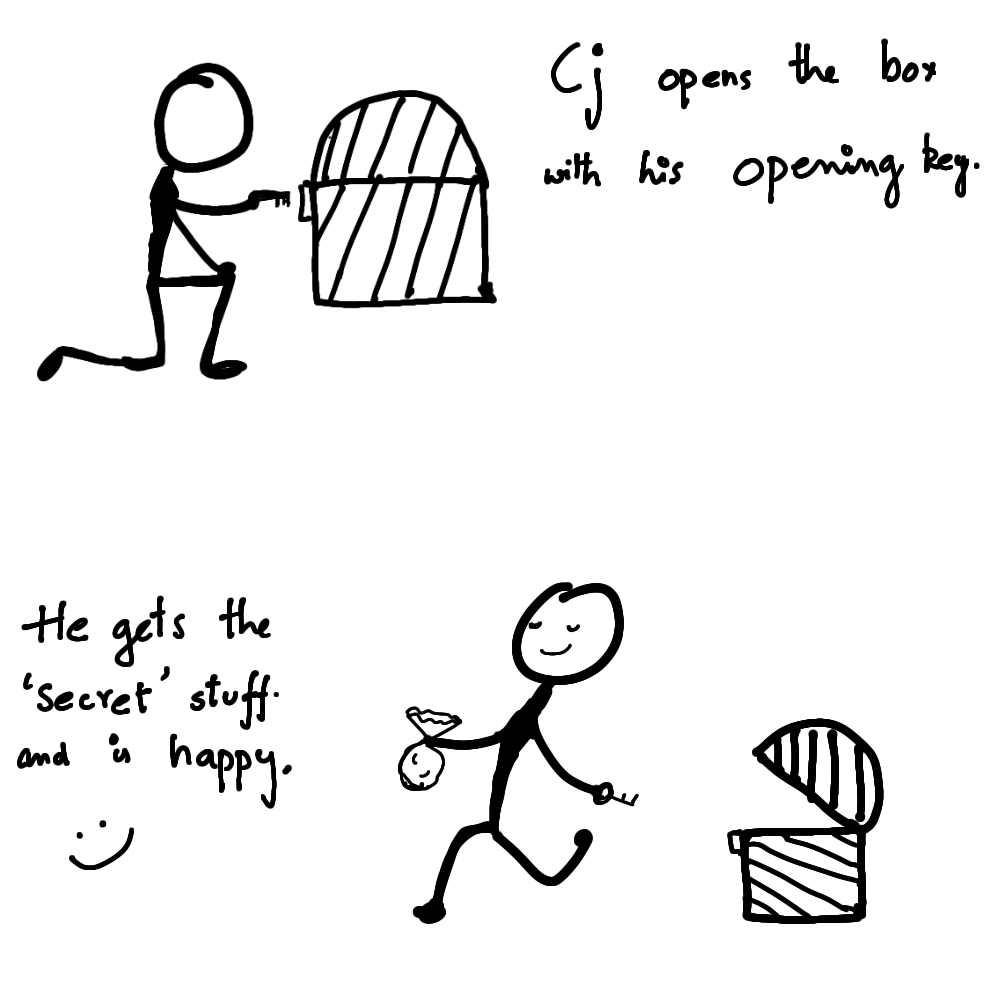 Cj opens the box
with his opening key.
He gets the
'Secret' stuff.
and is happy.